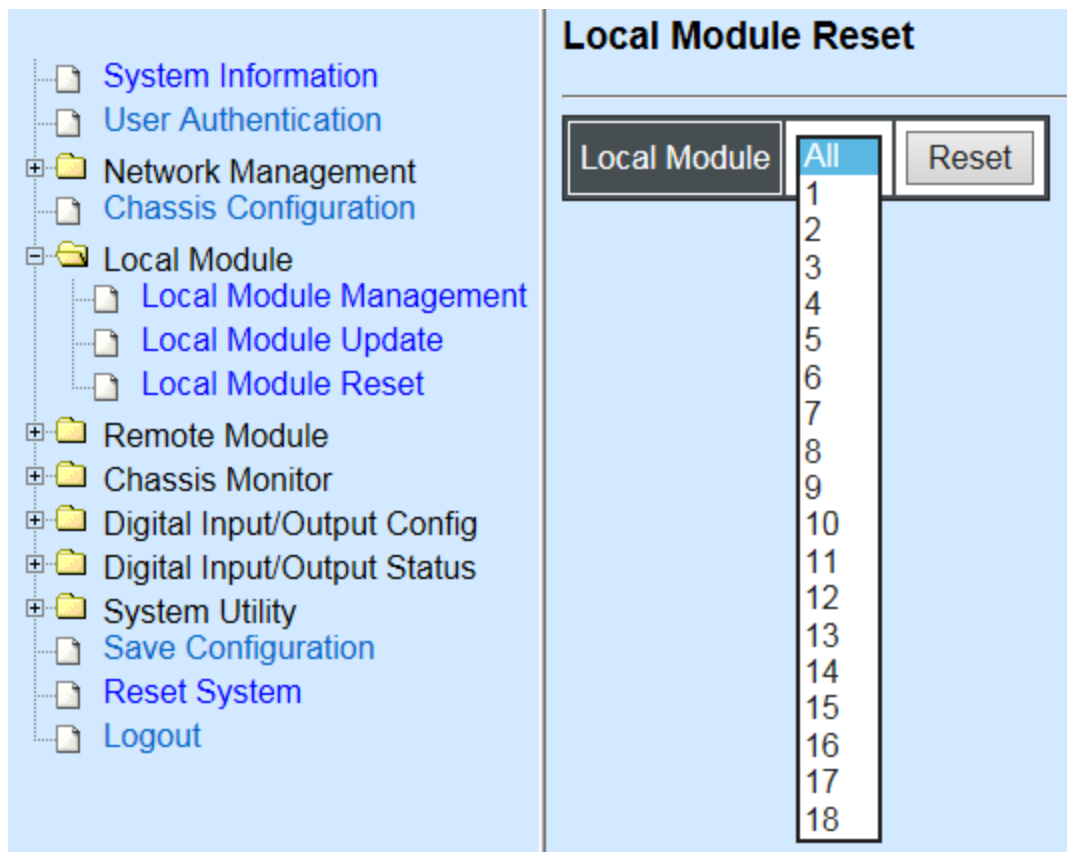 System Information
User Authentication
Network Management
Chassis Configuration
Local Module
Local Module Management
Local Module Update
Local Module Reset
Remote Module
Chassis Monitor
Digital Input/Output Config
Digital Input/Output Status
System Utility
Save Configuration
Reset System
Logout
Local Module Reset
Local Module All Reset
1
2
3
4
5
6
7
8
9
10
11
12
13
14
15
16
17
18